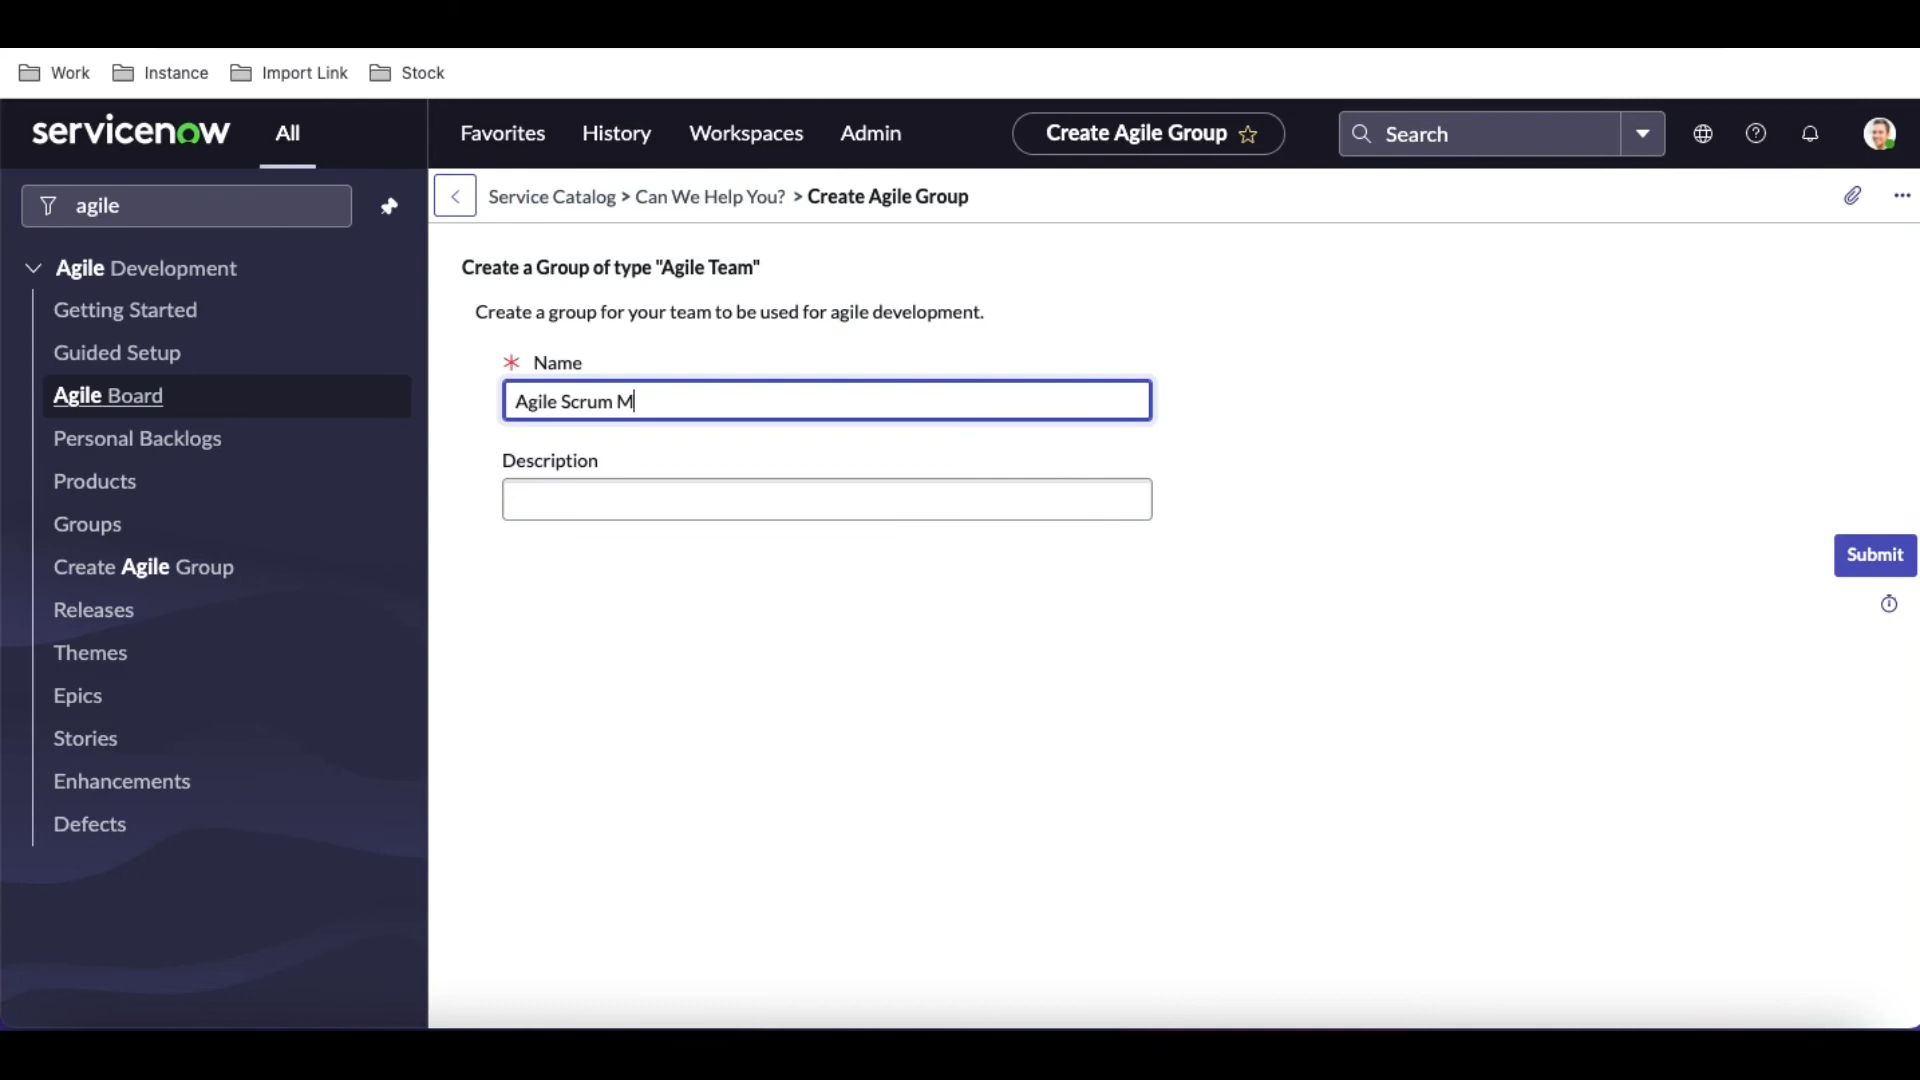 Work Instance Import Link Stock
servicenow All Favorites History Workspaces Admin Create Agile Group Search
agile
Service Catalog > Can We Help You? > Create Agile Group
Agile Development
Getting Started
Guided Setup
Agile Board
Personal Backlogs
Products
Groups
Create Agile Group
Releases
Themes
Epics
Stories
Enhancements
Defects
Create a Group of type "Agile Team"
Create a group for your team to be used for agile development.
Name
Agile Scrum M
Description
Submit